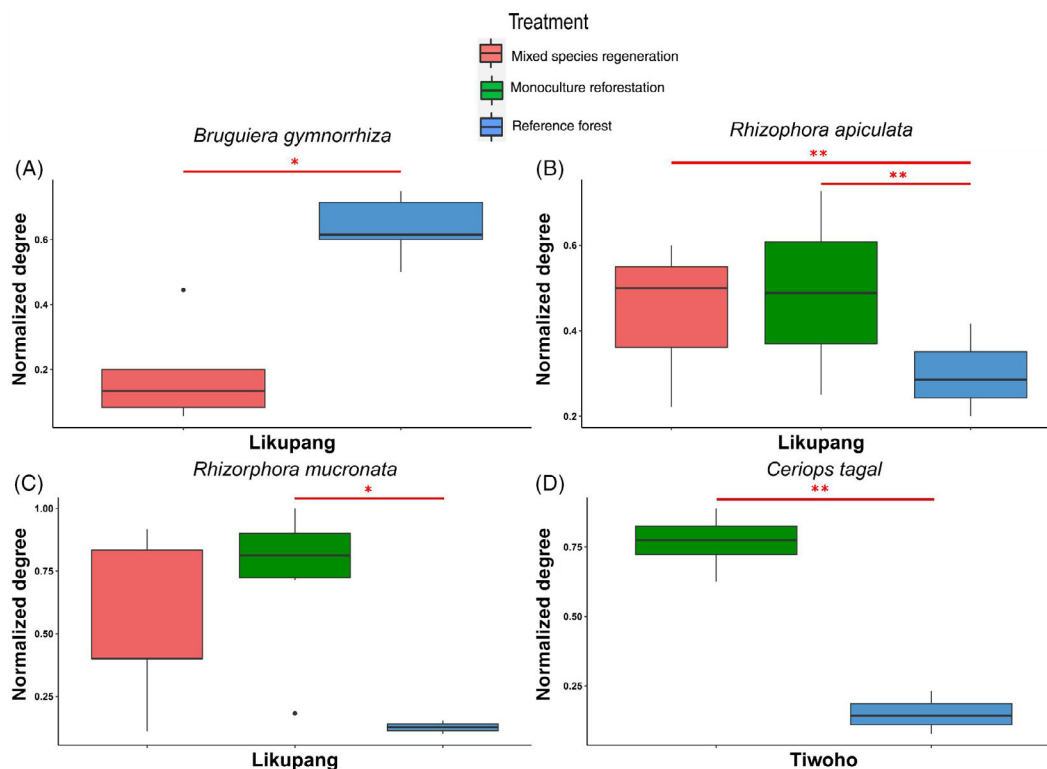 Treatment
Mixed species regeneration
Monoculture reforestation
Reference forest
Bruguiera gymnorrhiza
(A)
*
Normalized degree
0.6
0.4
0.2
Likupang
Rhizophora apiculata
(B)
**
**
Normalized degree
0.6
0.4
0.2
Likupang
Rhizorphora mucronata
(C)
*
Normalized degree
1.00
0.75
0.50
0.25
Likupang
Ceriops tagal
(D)
**
Normalized degree
0.75
0.50
0.25
Tiwoho